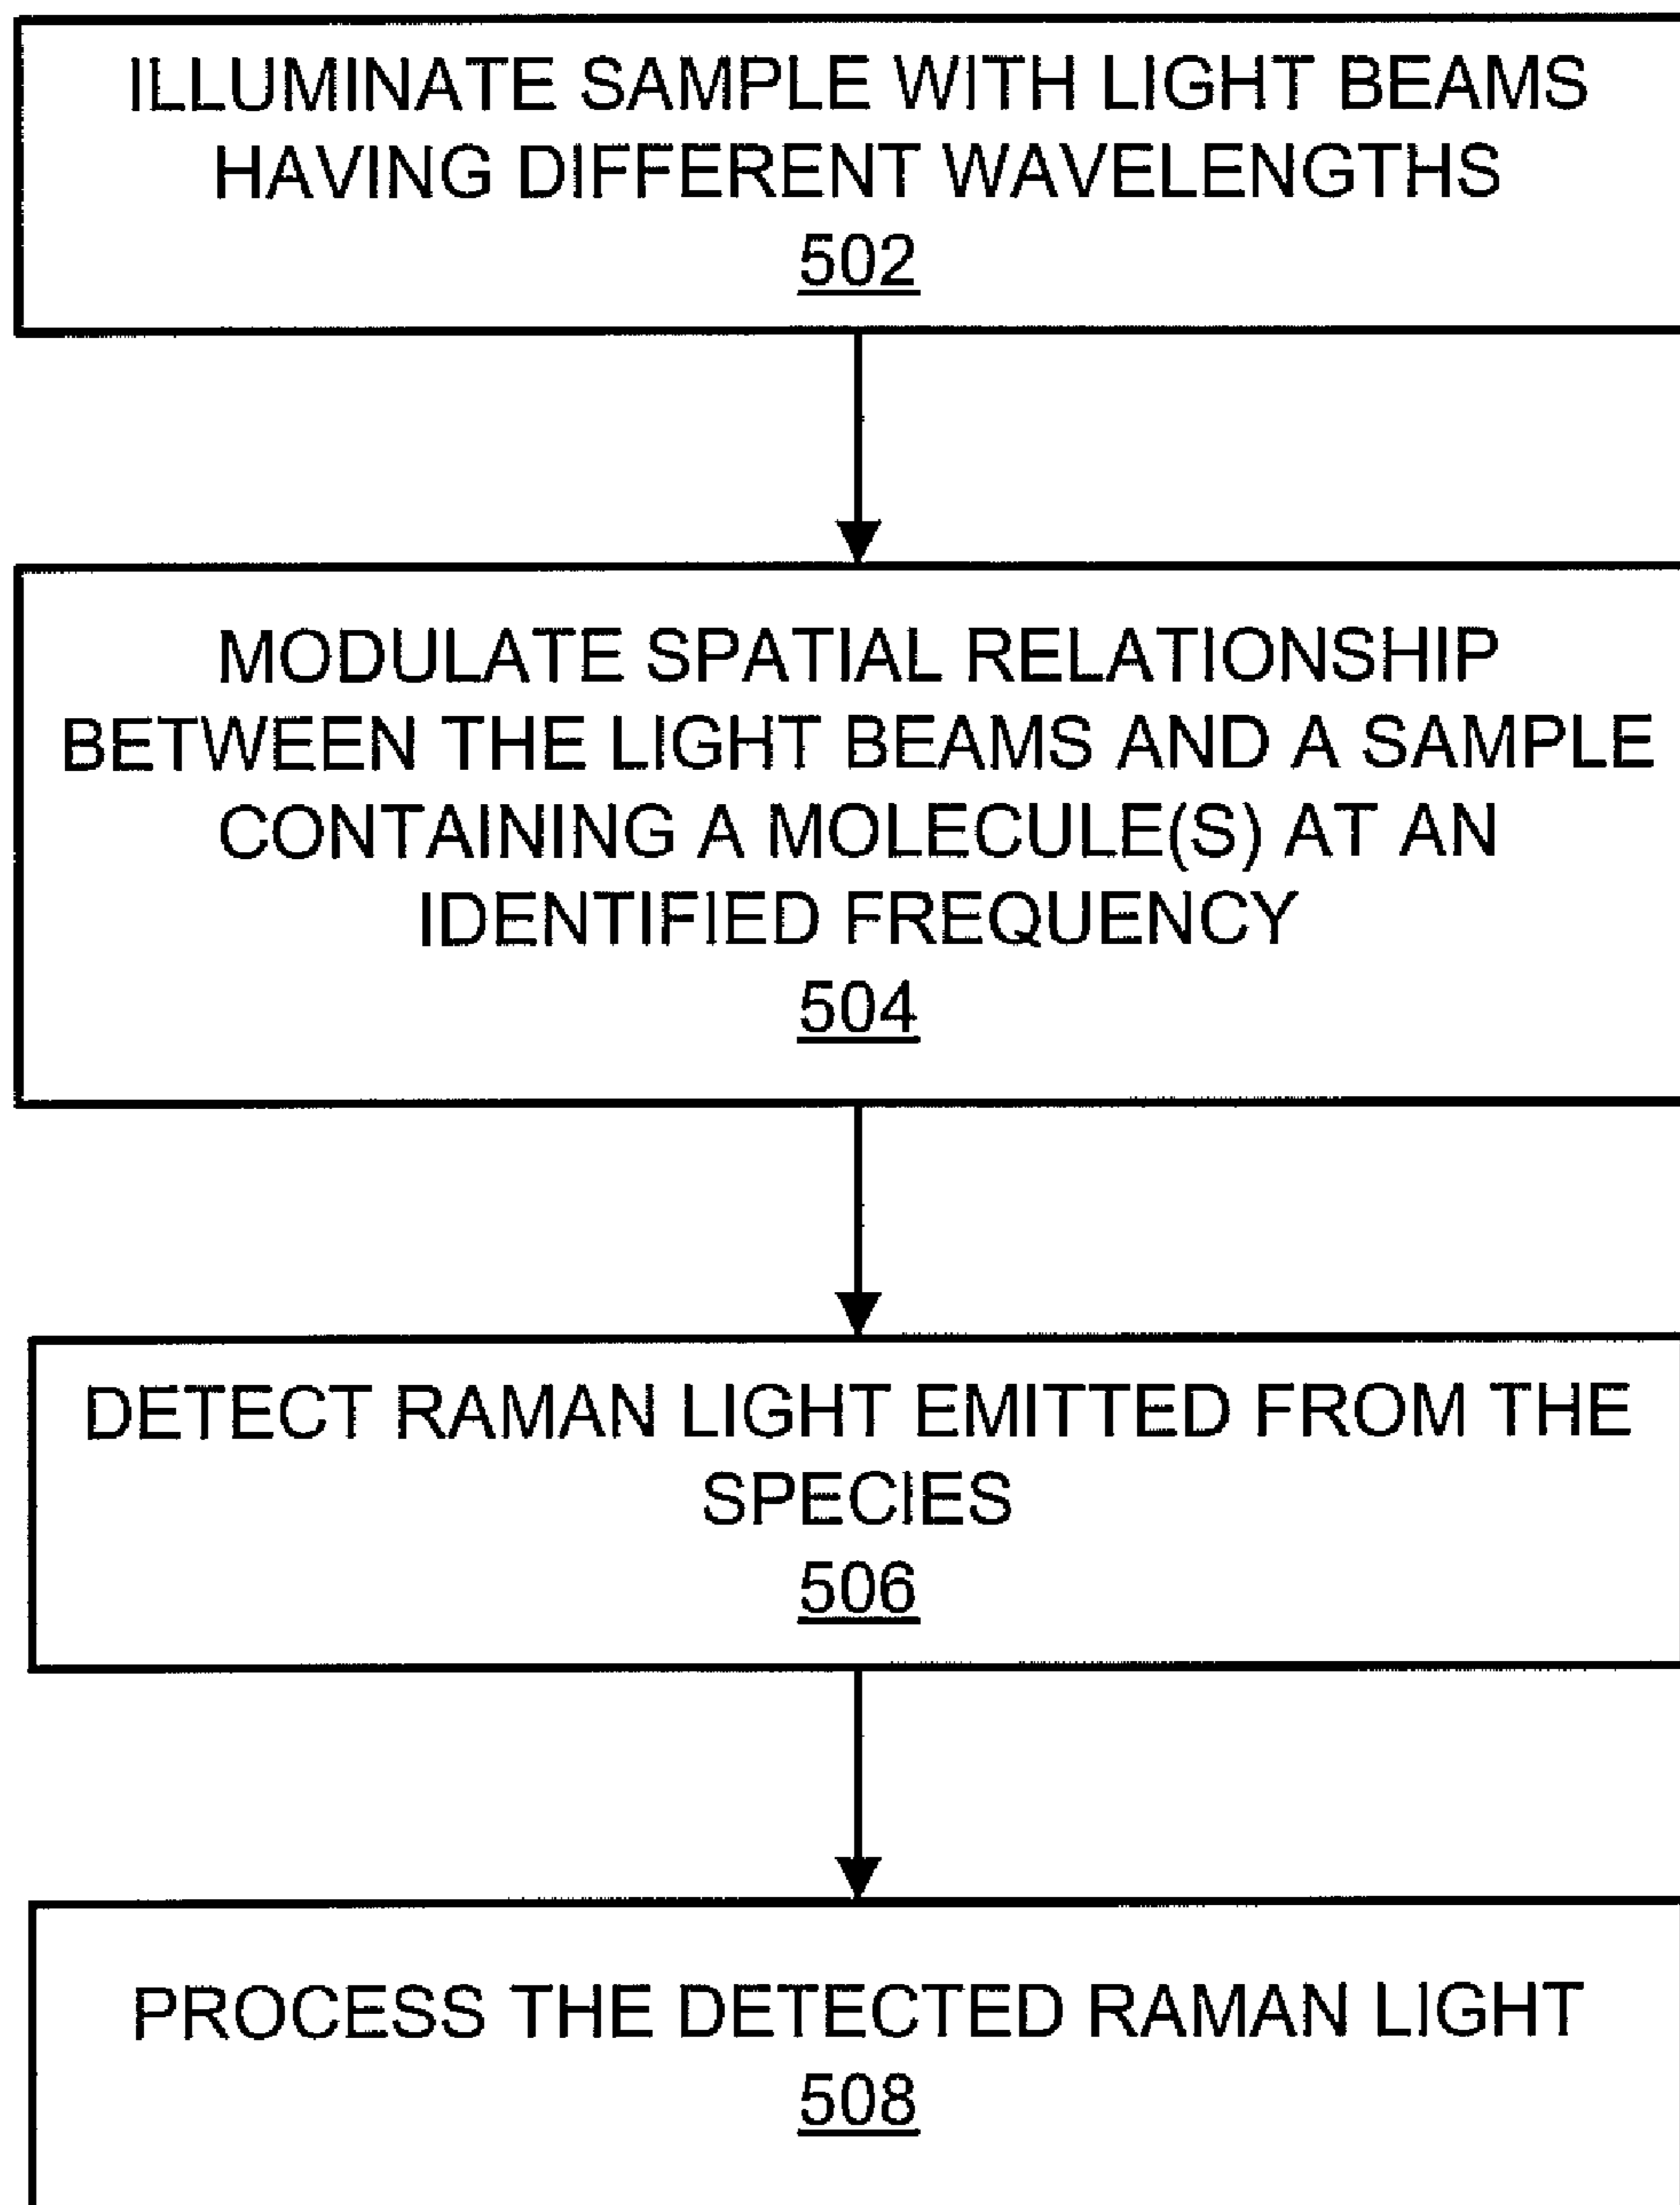 ILLUMINATE SAMPLE WITH LIGHT BEAMS
HAVING DIFFERENT WAVELENGTHS
502
MODULATE SPATIAL RELATIONSHIP
BETWEEN THE LIGHT BEAMS AND A SAMPLE
CONTAINING A MOLECULE(S) AT AN
IDENTIFIED FREQUENCY
504
DETECT RAMAN LIGHT EMITTED FROM THE
SPECIES
506
PROCESS THE DETECTED RAMAN LIGHT
508